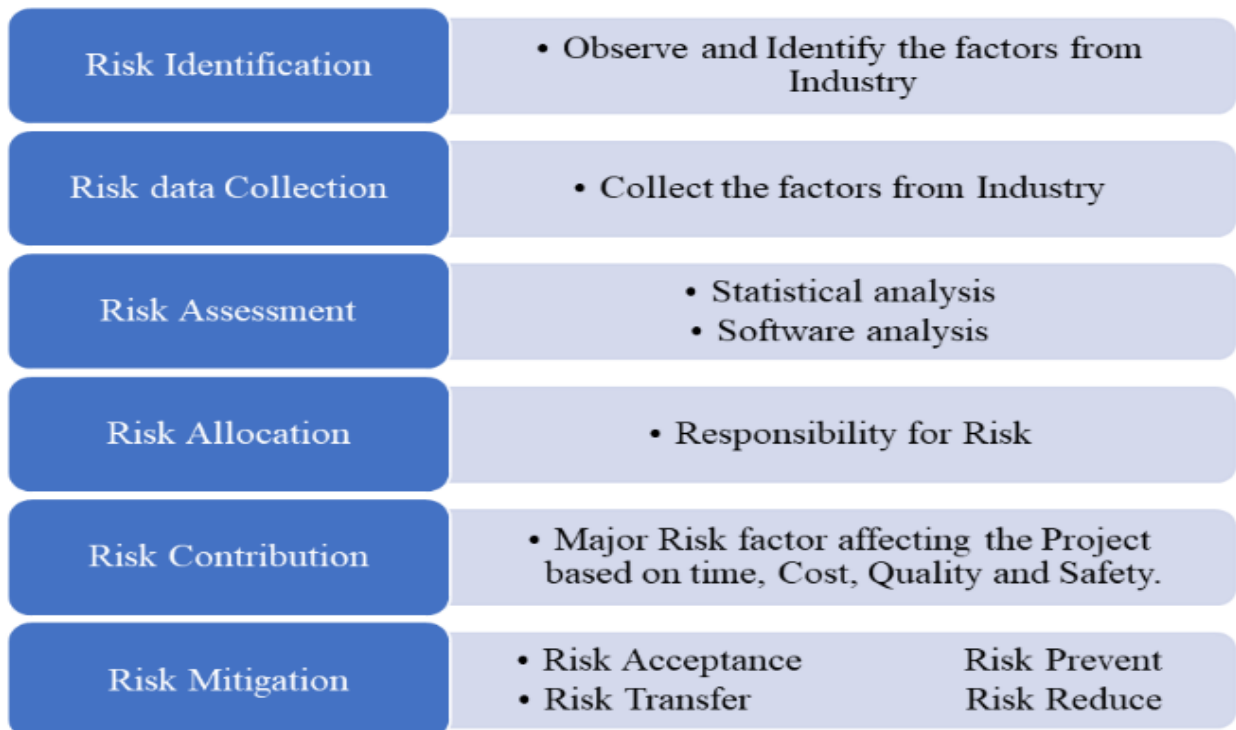 Risk Identification
• Observe and Identify the factors from
Industry
Risk data Collection
• Collect the factors from Industry
Risk Assessment
• Statistical analysis
• Software analysis
Risk Allocation
• Responsibility for Risk
Risk Contribution
• Major Risk factor affecting the Project
based on time, Cost, Quality and Safety.
Risk Mitigation
• Risk Acceptance Risk Prevent
• Risk Transfer Risk Reduce